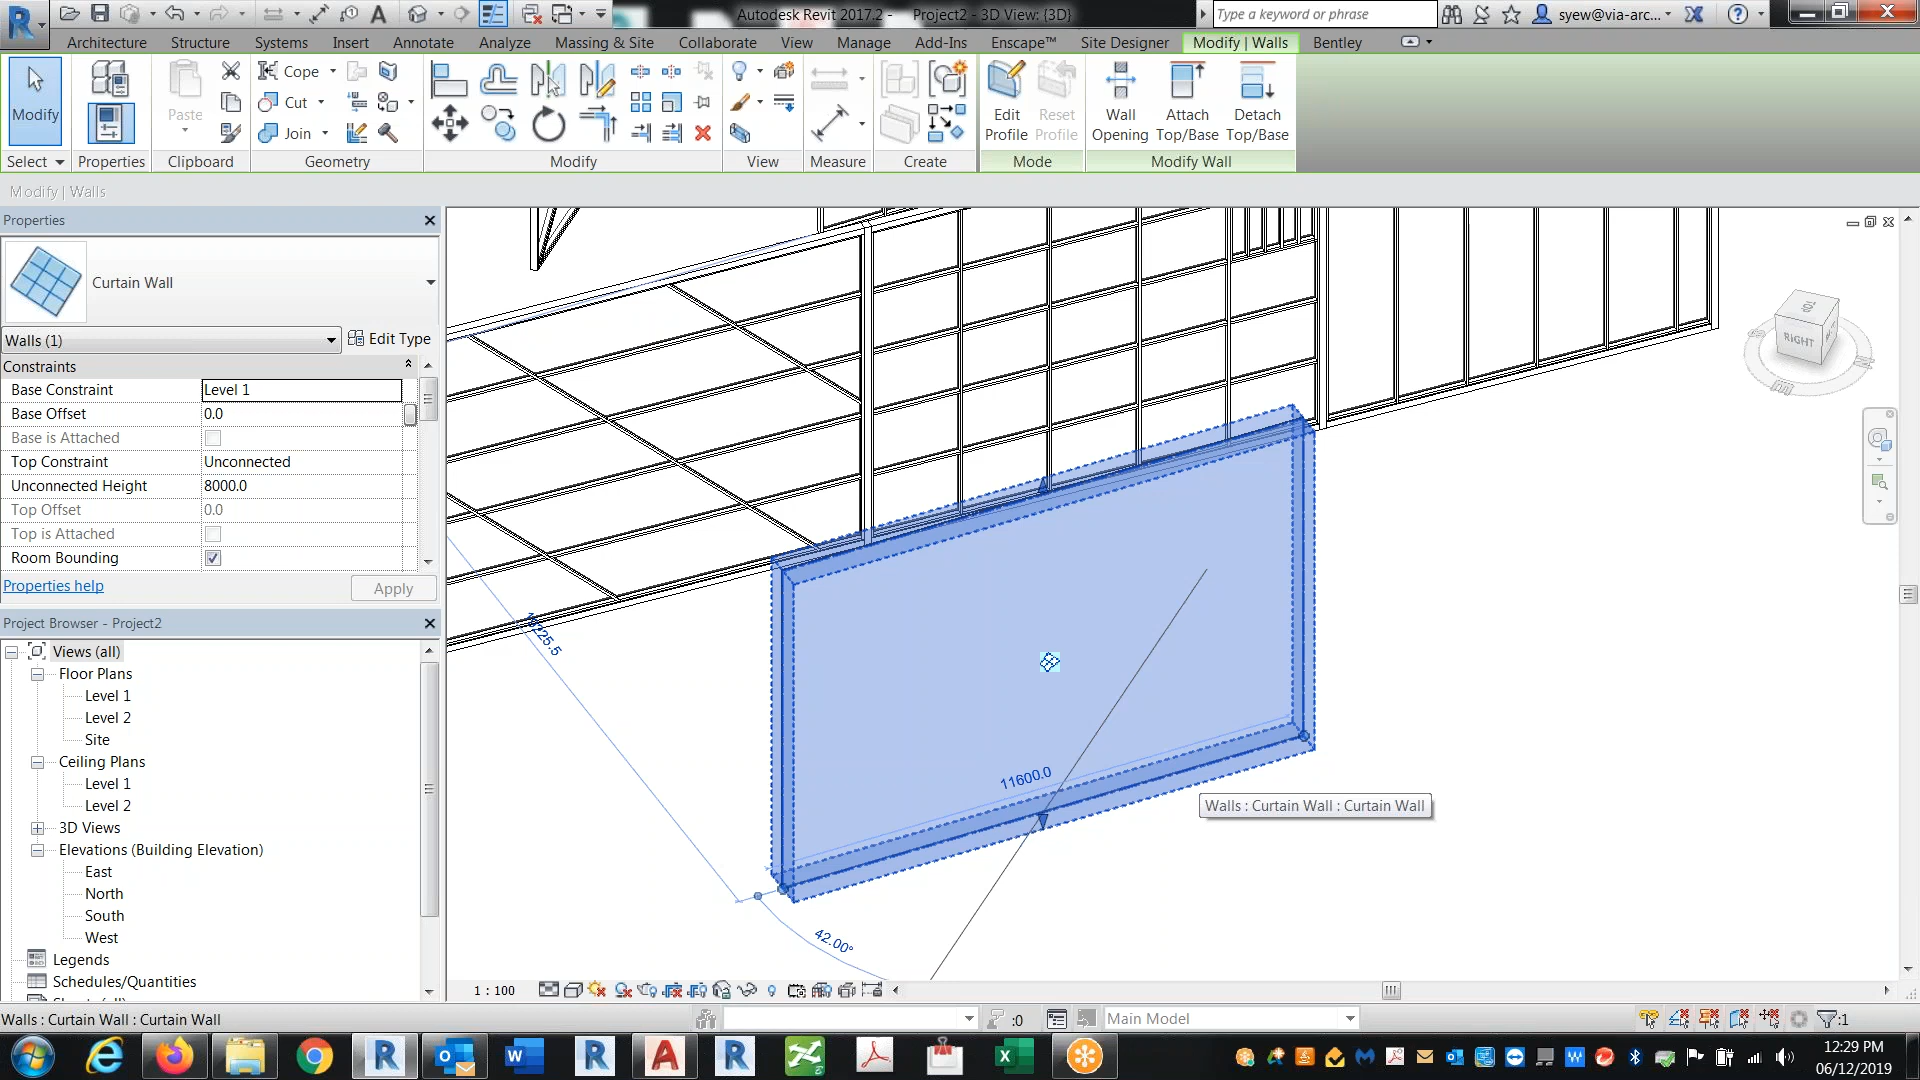 Autodesk Revit 2017.2 - Project2 - 3D View: {3D}
Type a keyword or phrase
syew@via-arc...
Architecture Structure Systems Insert Annotate Analyze Massing & Site Collaborate View Manage Add-Ins Enscape™ Site Designer Modify | Walls Bentley
Modify
Paste
Cope
Cut
Join
Edit Profile
Reset Profile
Wall Opening
Attach Top/Base
Detach Top/Base
Select Properties Clipboard Geometry Modify View Measure Create Mode Modify Wall
Modify | Walls
Properties
Curtain Wall
Walls (1)
Edit Type
Constraints
Base Constraint Level 1
Base Offset 0.0
Base is Attached
Top Constraint Unconnected
Unconnected Height 8000.0
Top Offset 0.0
Top is Attached
Room Bounding
Properties help
Apply
Project Browser - Project2
Views (all)
Floor Plans
Level 1
Level 2
Site
Ceiling Plans
Level 1
Level 2
3D Views
Elevations (Building Elevation)
East
North
South
West
Legends
Schedules/Quantities
TOP
RIGHT
11600.0
42.00°
Walls : Curtain Wall : Curtain Wall
1 : 100
Walls : Curtain Wall : Curtain Wall
:0
Main Model
:1
12:29 PM
06/12/2019